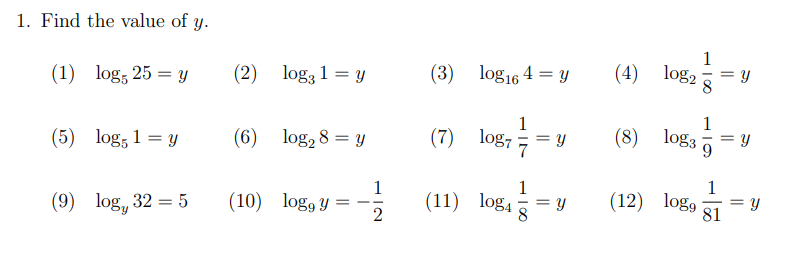 1. Find the value of y.
(1) log₅ 25 = y (2) log₃ 1 = y (3) log₁₆ 4 = y (4) log₂ 1/8 = y
(5) log₅ 1 = y (6) log₂ 8 = y (7) log₇ 1/7 = y (8) log₃ 1/9 = y
(9) log_y 32 = 5 (10) log₉ y = −1/2 (11) log₄ 1/8 = y (12) log₉ 1/81 = y